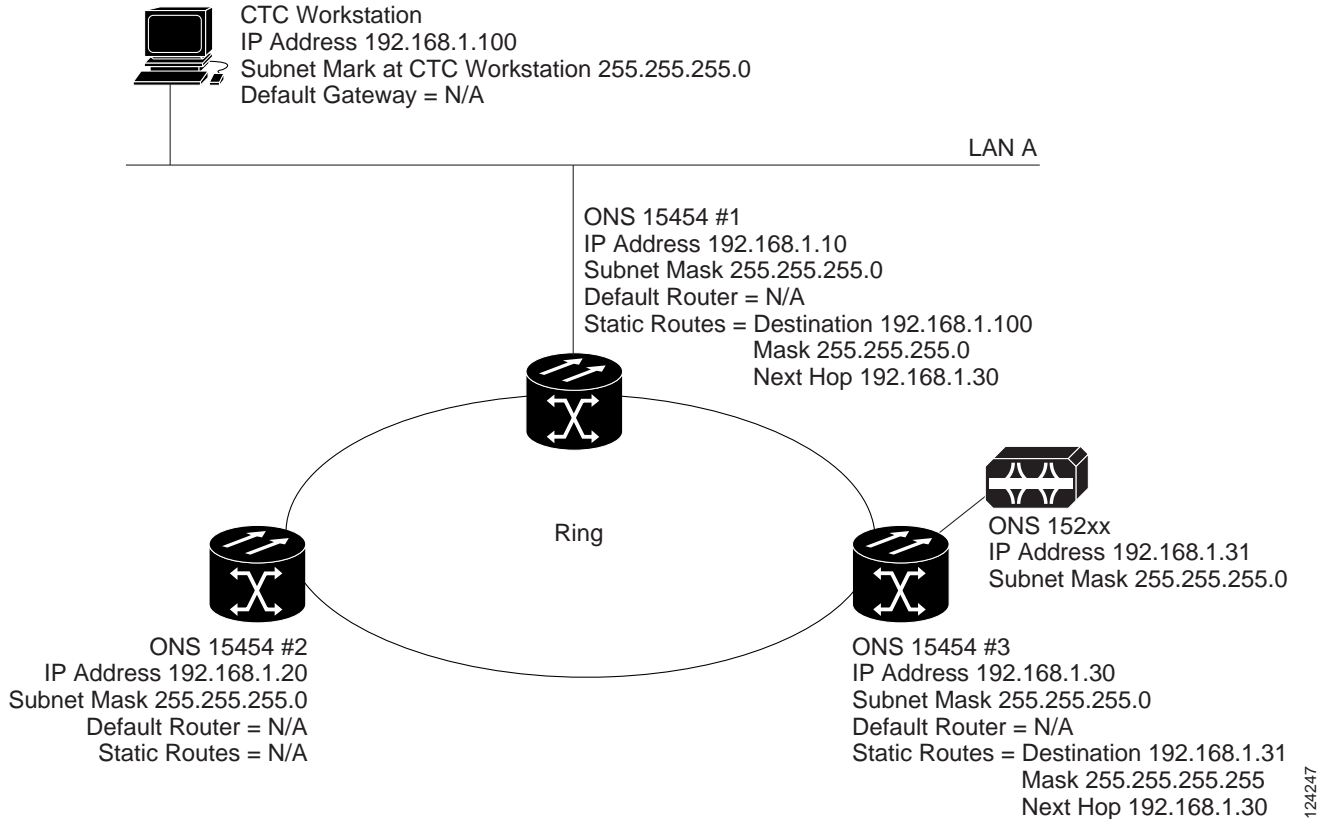 CTC Workstation
IP Address 192.168.1.100
Subnet Mark at CTC Workstation 255.255.255.0
Default Gateway = N/A
LAN A
ONS 15454 #1
IP Address 192.168.1.10
Subnet Mask 255.255.255.0
Default Router = N/A
Static Routes = Destination 192.168.1.100
Mask 255.255.255.0
Next Hop 192.168.1.30
Ring
ONS 152xx
IP Address 192.168.1.31
Subnet Mask 255.255.255.0
ONS 15454 #2
IP Address 192.168.1.20
Subnet Mask 255.255.255.0
Default Router = N/A
Static Routes = N/A
ONS 15454 #3
IP Address 192.168.1.30
Subnet Mask 255.255.255.0
Default Router = N/A
Static Routes = Destination 192.168.1.31
Mask 255.255.255.255
Next Hop 192.168.1.30
124247